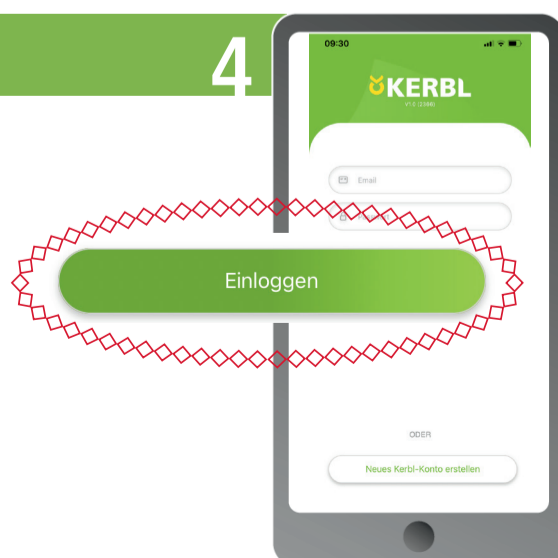 4
09:30
KERBL
Email
Einloggen
ODER
Neues Kerbl-Konto erstellen